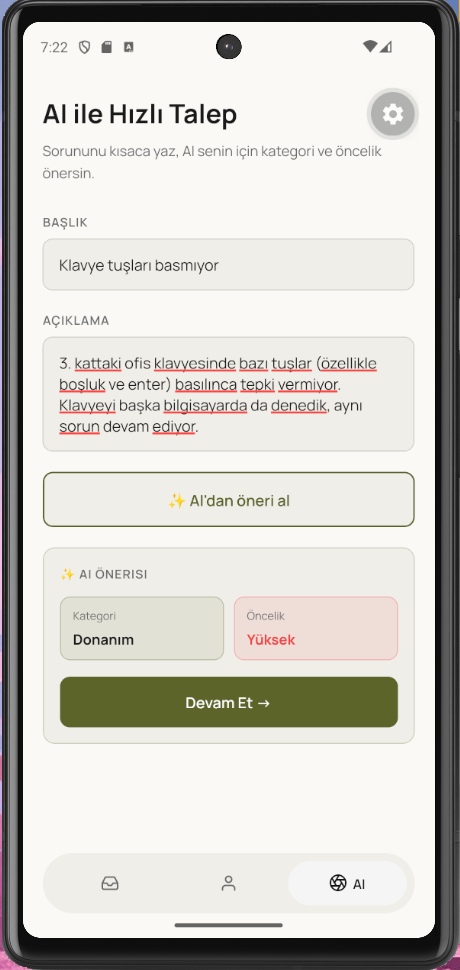 7:22
AI ile Hızlı Talep
Sorununu kısaca yaz, AI senin için kategori ve öncelik
önersin.
BAŞLIK
Klavye tuşları basmıyor
AÇIKLAMA
3. kattaki ofis klavyesinde bazı tuşlar (özellikle
boşluk ve enter) basılınca tepki vermiyor.
Klavyeyi başka bilgisayarda da denedik, aynı
sorun devam ediyor.
✨ AI'dan öneri al
✨ AI ÖNERISI
Kategori
Donanım
Öncelik
Yüksek
Devam Et →
AI